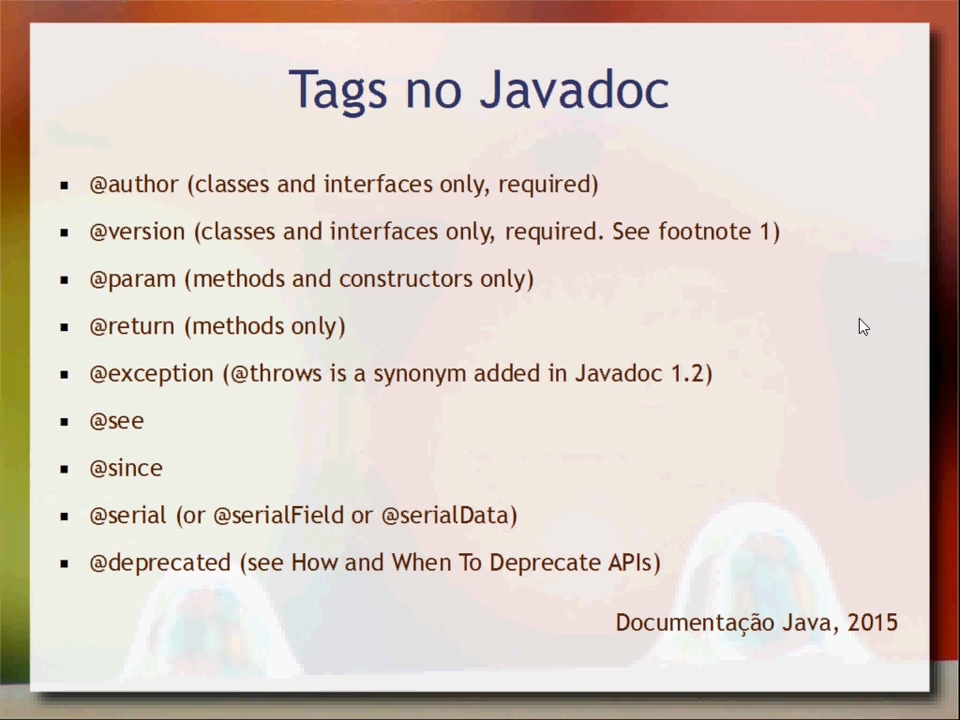 Tags no Javadoc
@author (classes and interfaces only, required)
@version (classes and interfaces only, required. See footnote 1)
@param (methods and constructors only)
@return (methods only)
@exception (@throws is a synonym added in Javadoc 1.2)
@see
@since
@serial (or @serialField or @serialData)
@deprecated (see How and When To Deprecate APIs)
Documentação Java, 2015